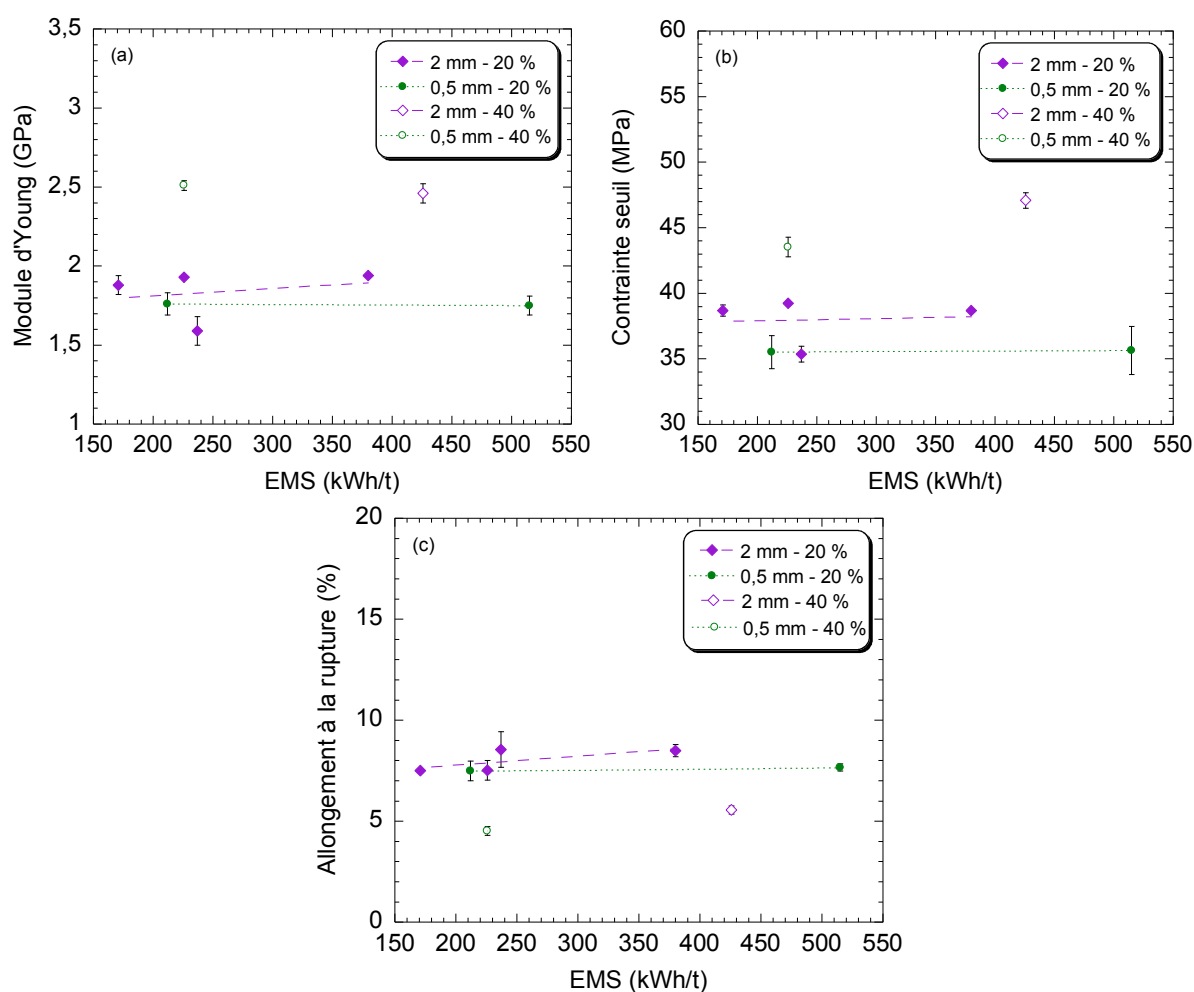 (a)
2 mm - 20 %
0,5 mm - 20 %
2 mm - 40 %
0,5 mm - 40 %
3,5
3
2,5
2
1,5
1
Module d'Young (GPa)
150 200 250 300 350 400 450 500 550
EMS (kWh/t)
(b)
2 mm - 20 %
0,5 mm - 20 %
2 mm - 40 %
0,5 mm - 40 %
60
55
50
45
40
35
30
Contrainte seuil (MPa)
150 200 250 300 350 400 450 500 550
EMS (kWh/t)
(c)
2 mm - 20 %
0,5 mm - 20 %
2 mm - 40 %
0,5 mm - 40 %
20
15
10
5
0
Allongement à la rupture (%)
150 200 250 300 350 400 450 500 550
EMS (kWh/t)